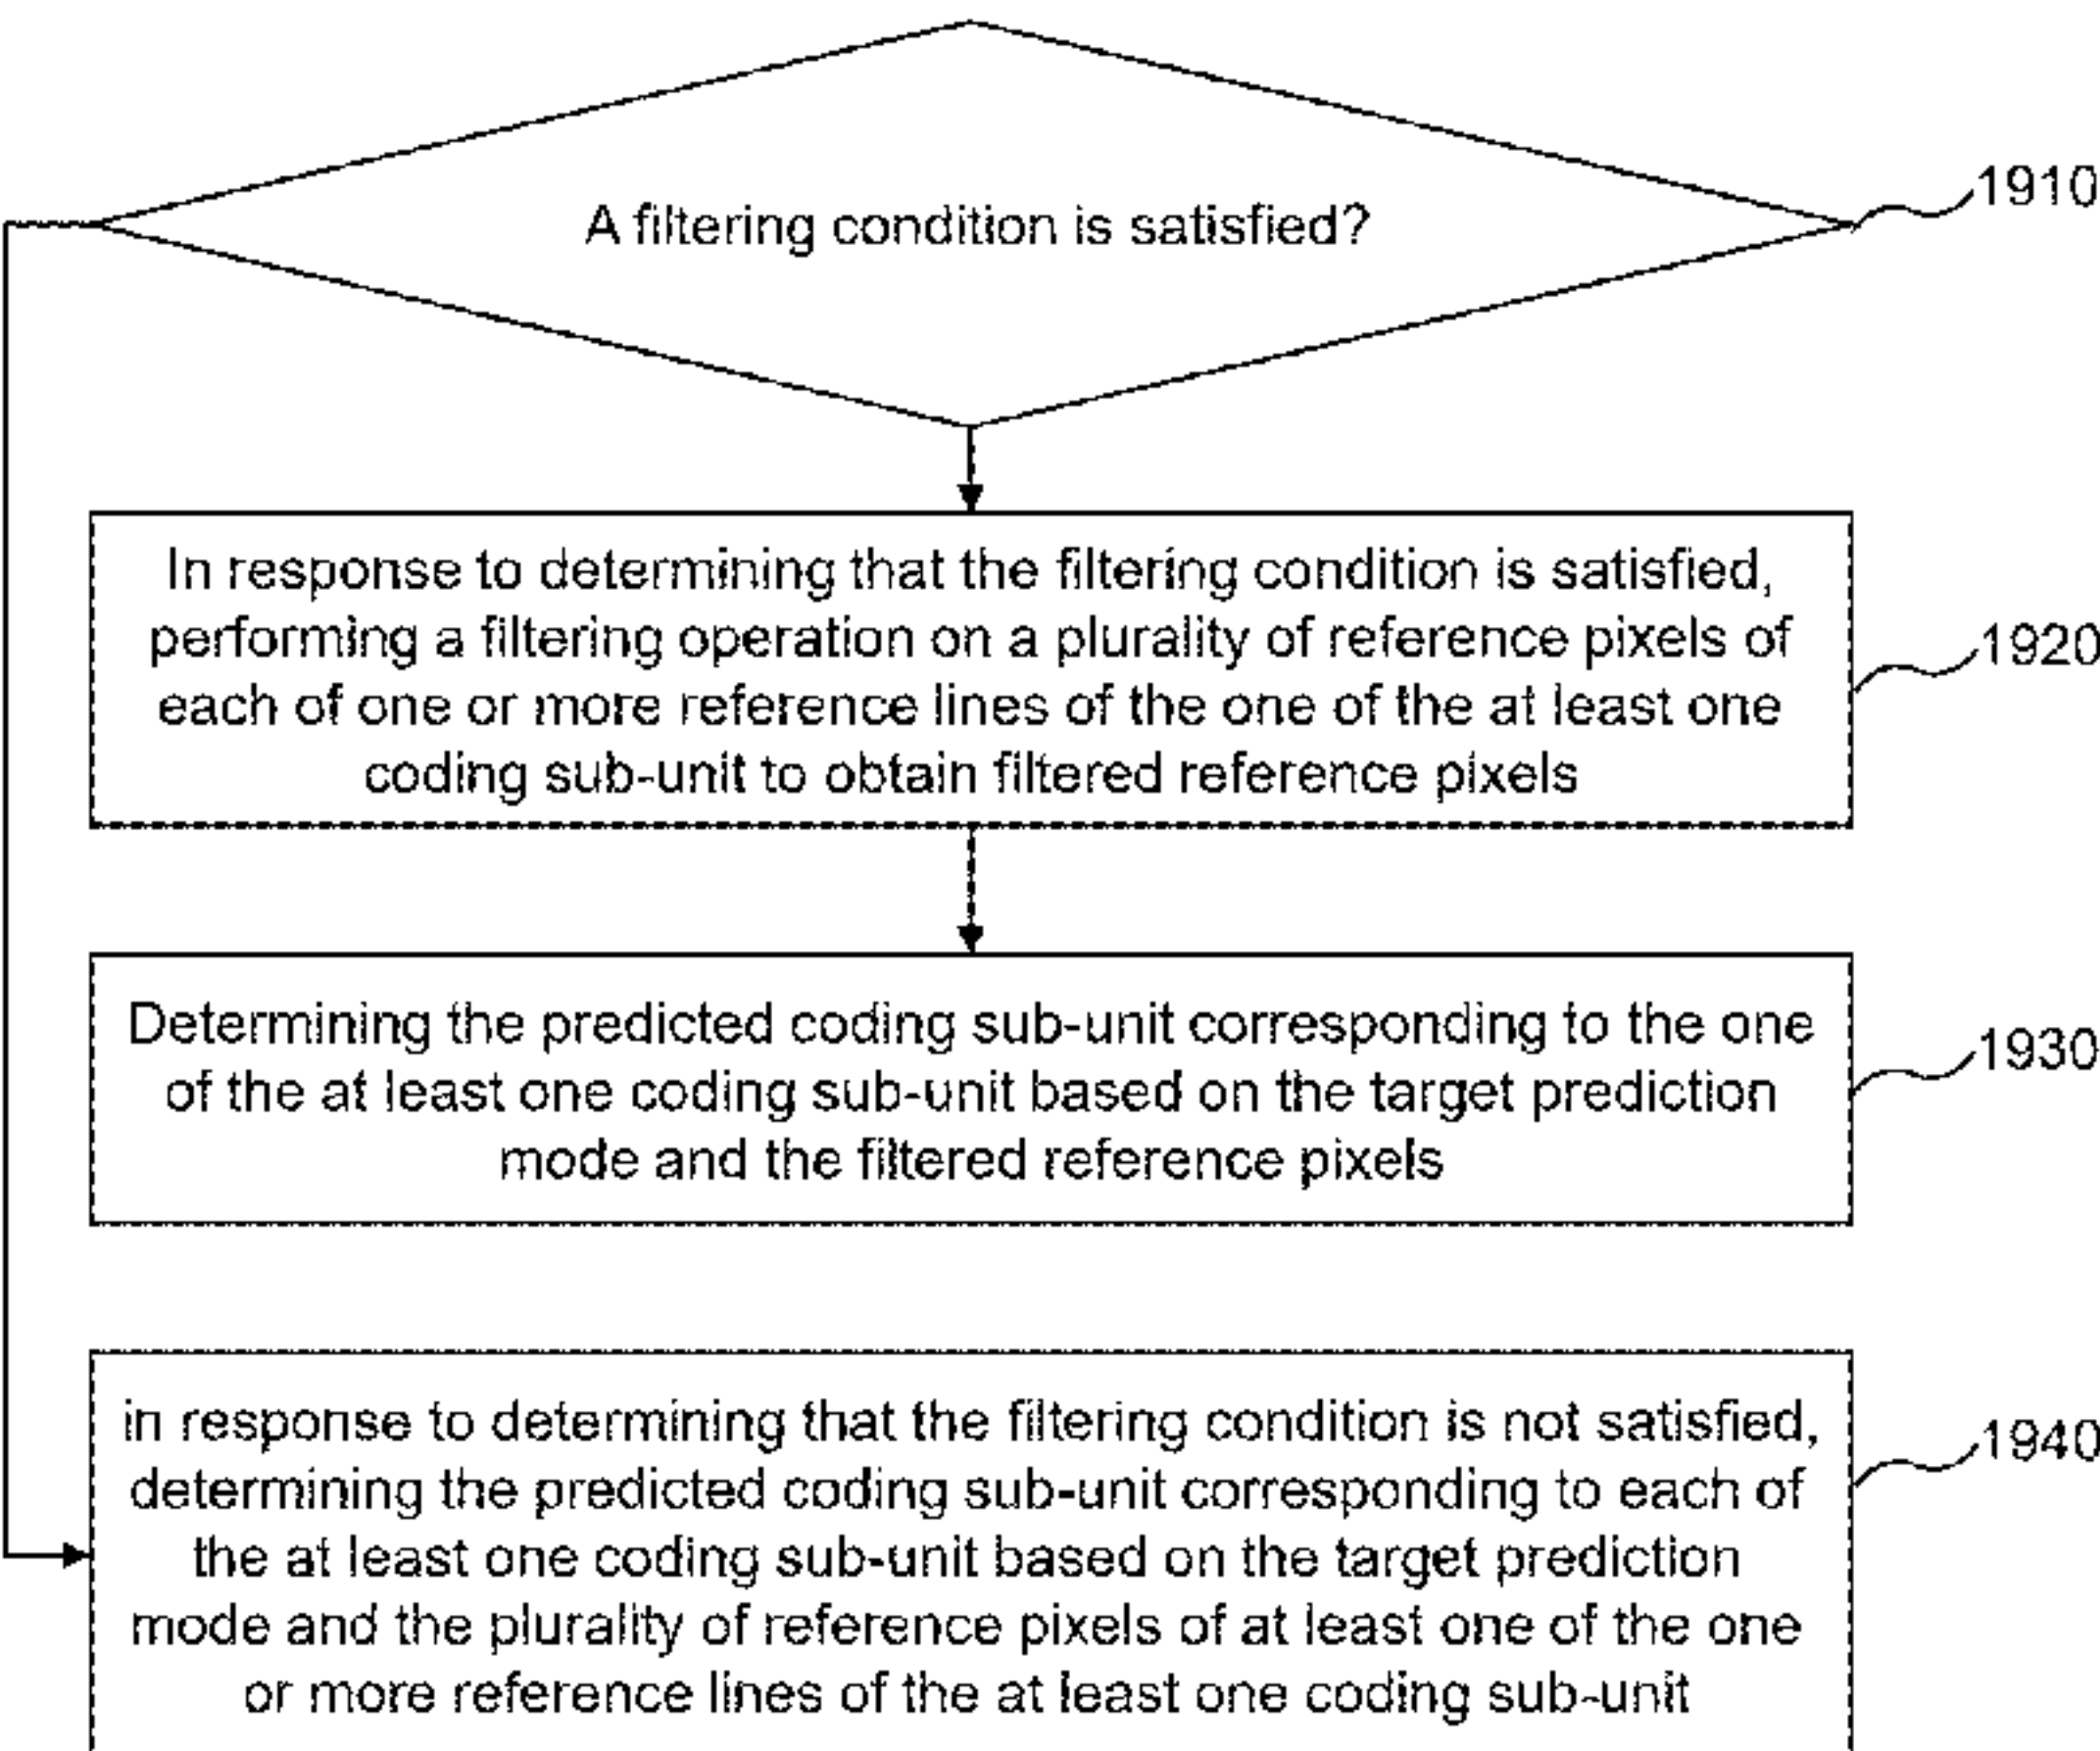 A filtering condition is satisfied?
1910
In response to determining that the filtering condition is satisfied,
performing a filtering operation on a plurality of reference pixels of
each of one or more reference lines of the one of the at least one
coding sub-unit to obtain filtered reference pixels
1920
Determining the predicted coding sub-unit corresponding to the one
of the at least one coding sub-unit based on the target prediction
mode and the filtered reference pixels
1930
in response to determining that the filtering condition is not satisfied,
determining the predicted coding sub-unit corresponding to each of
the at least one coding sub-unit based on the target prediction
mode and the plurality of reference pixels of at least one of the one
or more reference lines of the at least one coding sub-unit
1940